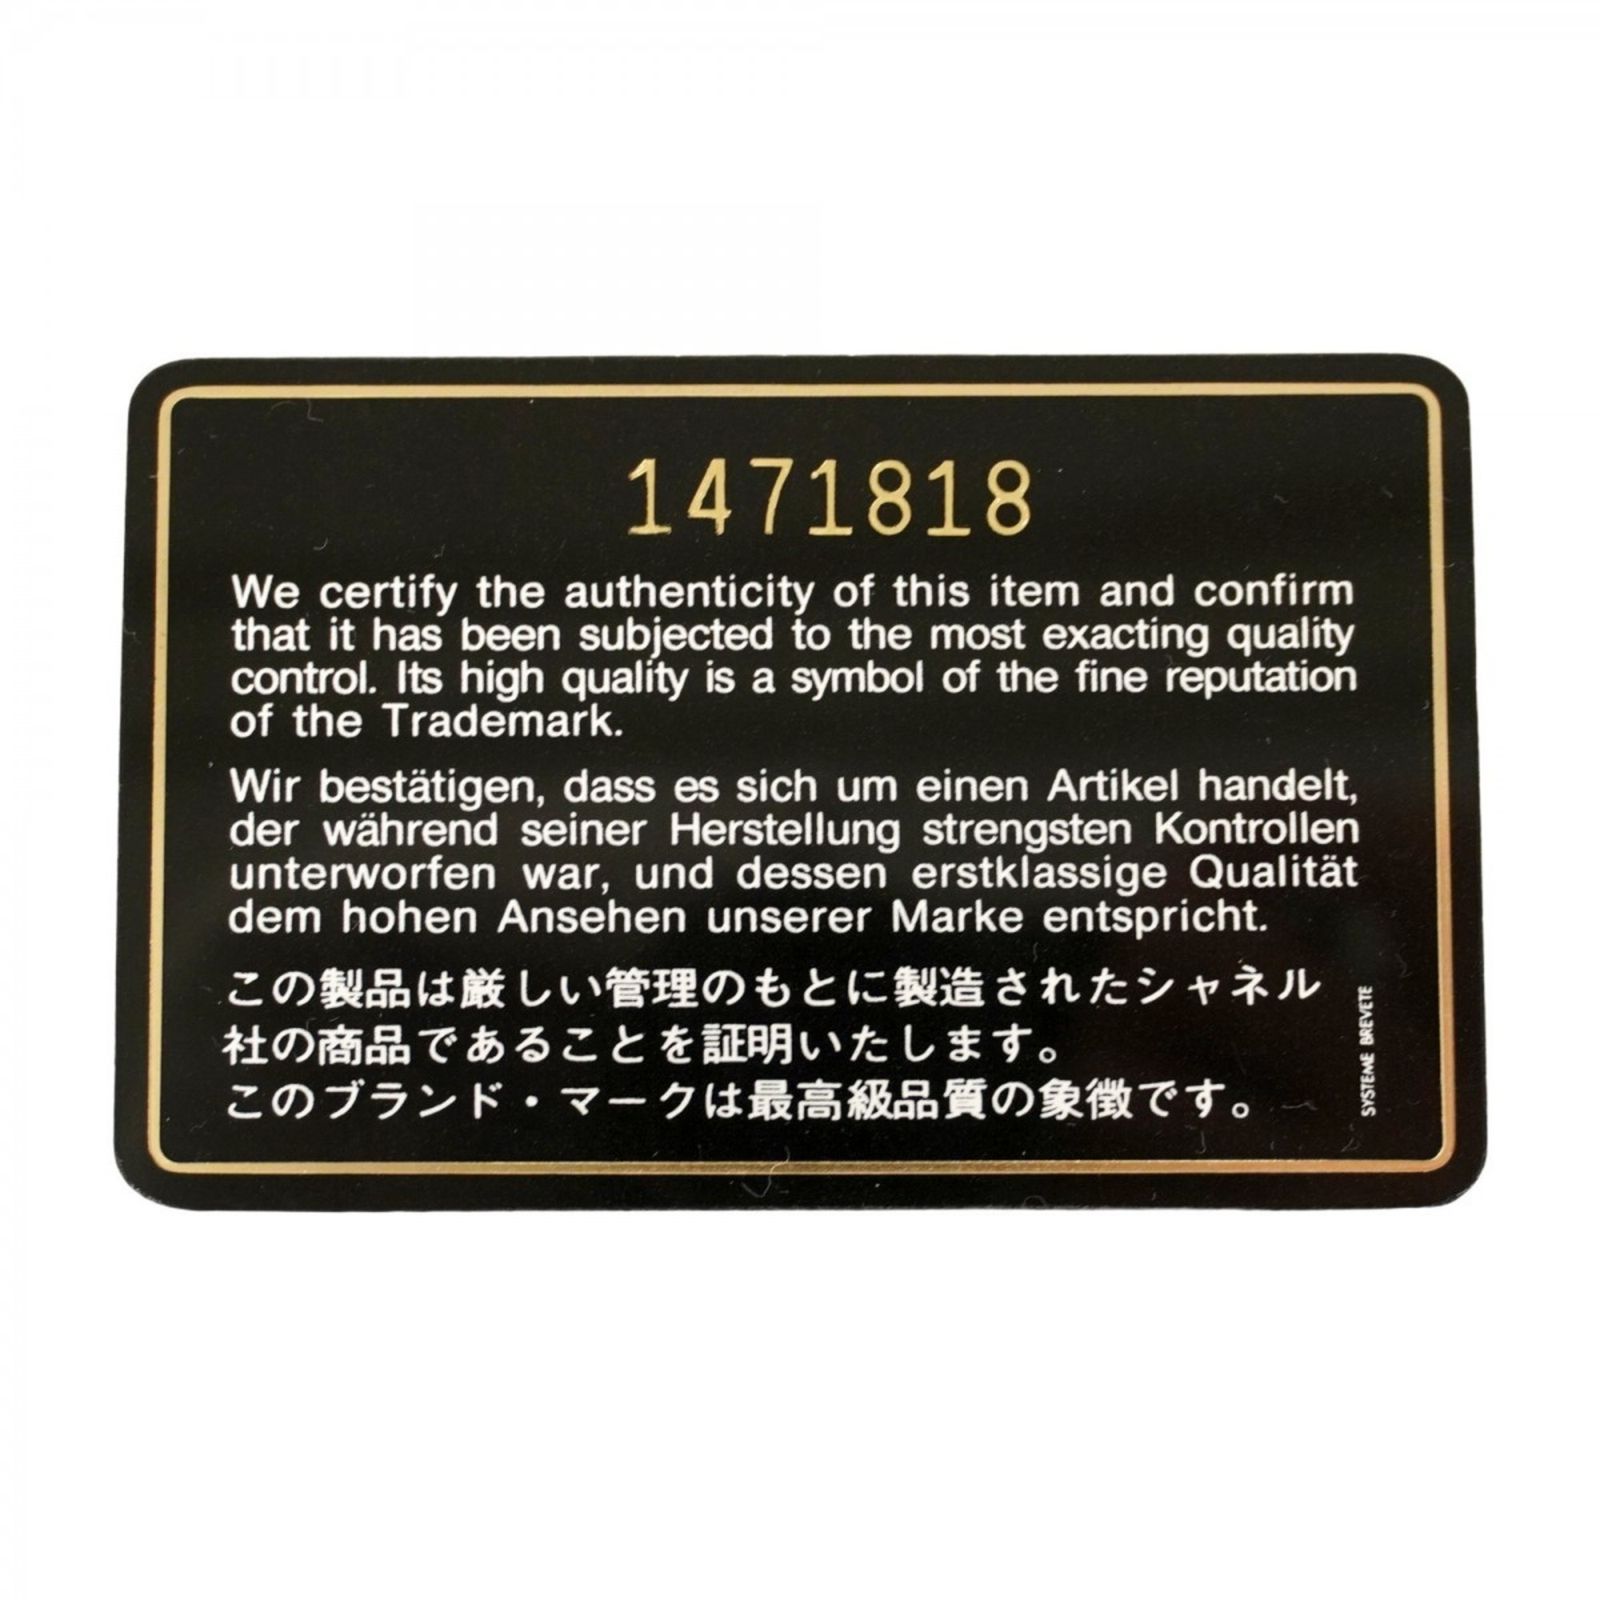 1471818
We certify the authenticity of this item and confirm
that it has been subjected to the most exacting quality
control. Its high quality is a symbol of the fine reputation
of the Trademark.
Wir bestätigen, dass es sich um einen Artikel handelt,
der während seiner Herstellung strengsten Kontrollen
unterworfen war, und dessen erstklassige Qualität
dem hohen Ansehen unserer Marke entspricht.
この製品は厳しい管理のもとに製造されたシャネル
社の商品であることを証明いたします。
このブランド・マークは最高級品質の象徴です。
SYSTEME BREVETE